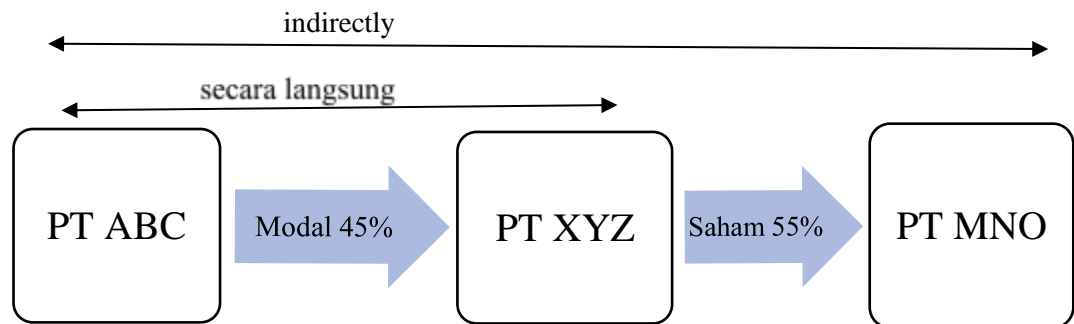 indirectly
secara langsung
PT ABC
Modal 45%
PT XYZ
Saham 55%
PT MNO